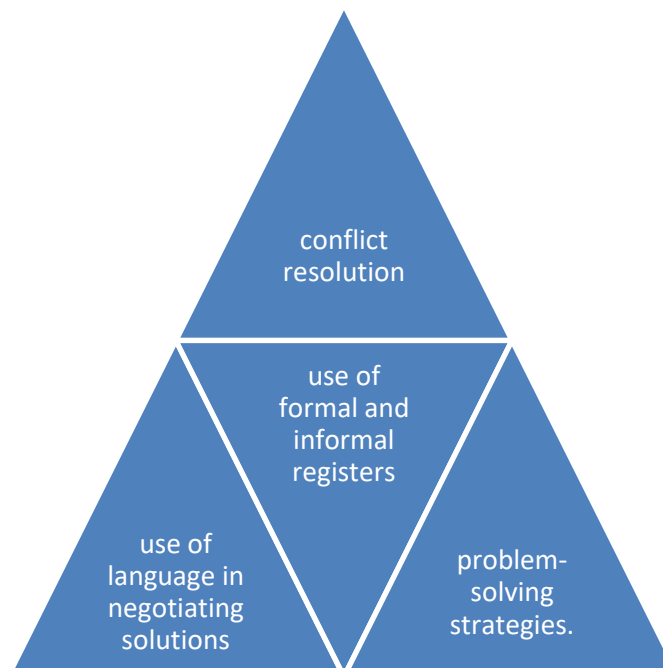 conflict
resolution
use of
formal and
informal
registers
use of
language in
negotiating
solutions
problem-
solving
strategies.